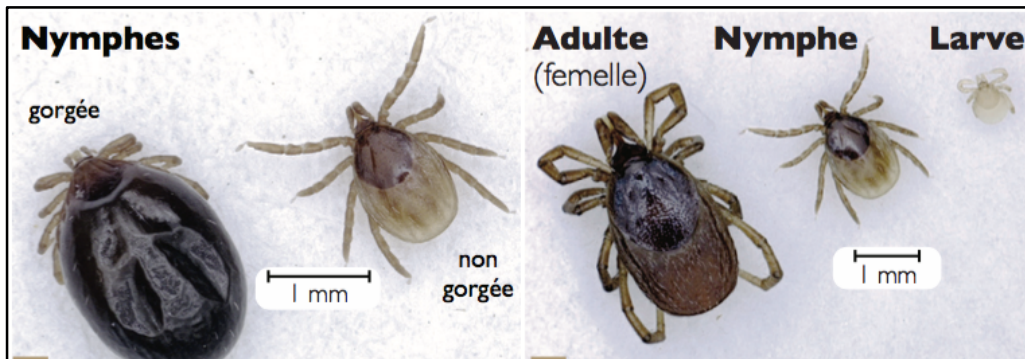 Nymphes
gorgée
non
gorgée
1 mm
Adulte
(femelle)
Nymphe
Larve
1 mm